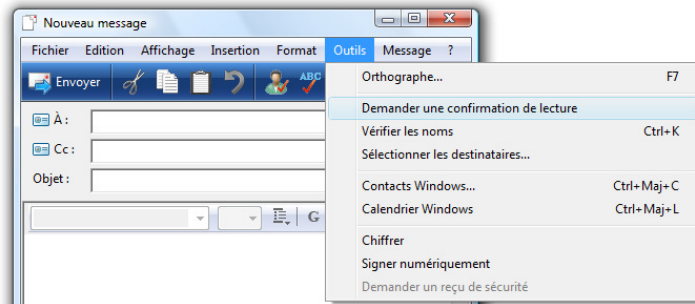 Nouveau message
Fichier Edition Affichage Insertion Format Outils Message ?
Envoyer ABC
À :
Cc :
Objet :
G
Orthographe... F7
Demander une confirmation de lecture
Vérifier les noms Ctrl+K
Sélectionner les destinataires...
Contacts Windows... Ctrl+Maj+C
Calendrier Windows Ctrl+Maj+L
Chiffrer
Signer numériquement
Demander un reçu de sécurité